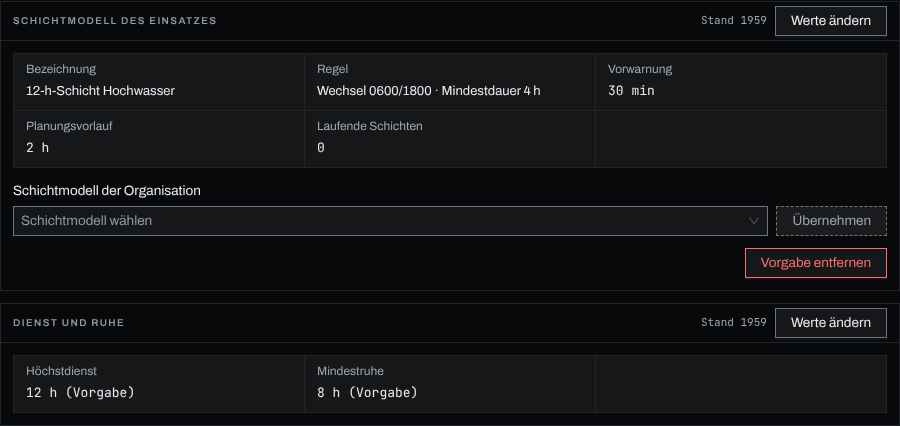 SCHICHTMODELL DES EINSATZES Stand 1959 Werte ändern
Bezeichnung Regel Vorwarnung
12-h-Schicht Hochwasser Wechsel 0600/1800 · Mindestdauer 4 h 30 min
Planungsvorlauf Laufende Schichten
2 h 0
Schichtmodell der Organisation
Schichtmodell wählen Übernehmen
Vorgabe entfernen
DIENST UND RUHE Stand 1959 Werte ändern
Höchstdienst Mindestruhe
12 h (Vorgabe) 8 h (Vorgabe)